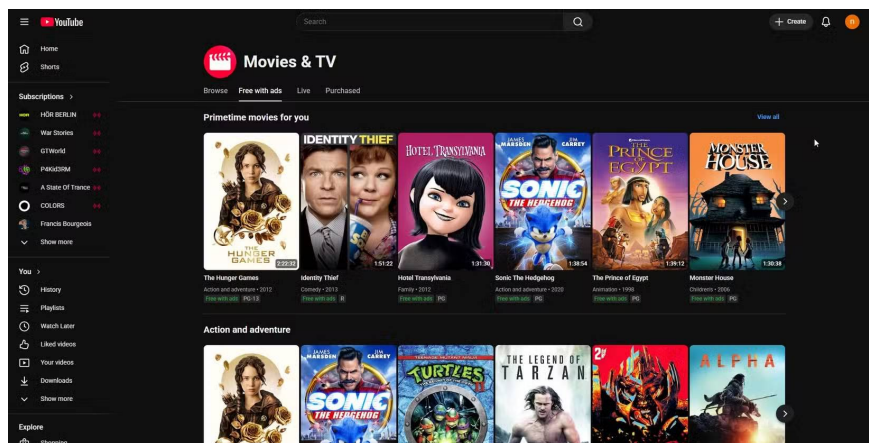 YouTube
Search
Create
Home
Shorts
Subscriptions
HÖR BERLIN
War Stories
GTWorld
P4Kid3RM
A State Of Trance
COLORS
Francis Bourgeois
Show more
You
History
Playlists
Watch Later
Liked videos
Your videos
Downloads
Show more
Explore
Shopping
Movies & TV
Browse Free with ads Live Purchased
Primetime movies for you
View all
THE
HUNGER
GAMES
2:22:32
The Hunger Games
Action and adventure • 2012
Free with ads PG-13
IDENTITY THIEF
1:51:22
Identity Thief
Comedy • 2013
Free with ads R
HOTEL TRANSYLVANIA
1:31:30
Hotel Transylvania
Family • 2012
Free with ads PG
JAMES MARSDEN
JIM CARREY
SONIC
THE HEDGEHOG
1:38:54
Sonic The Hedgehog
Action and adventure • 2020
Free with ads PG
THE
PRINCE
OF
EGYPT
1:39:12
The Prince of Egypt
Animation • 1998
Free with ads PG
MONSTER
HOUSE
1:30:38
Monster House
Children's • 2006
Free with ads PG
Action and adventure
JAMES MARSDEN
JIM CARREY
SONIC
THE HEDGEHOG
TEENAGE MUTANT NINJA
TURTLES
THE LEGEND OF
TARZAN
ALPHA